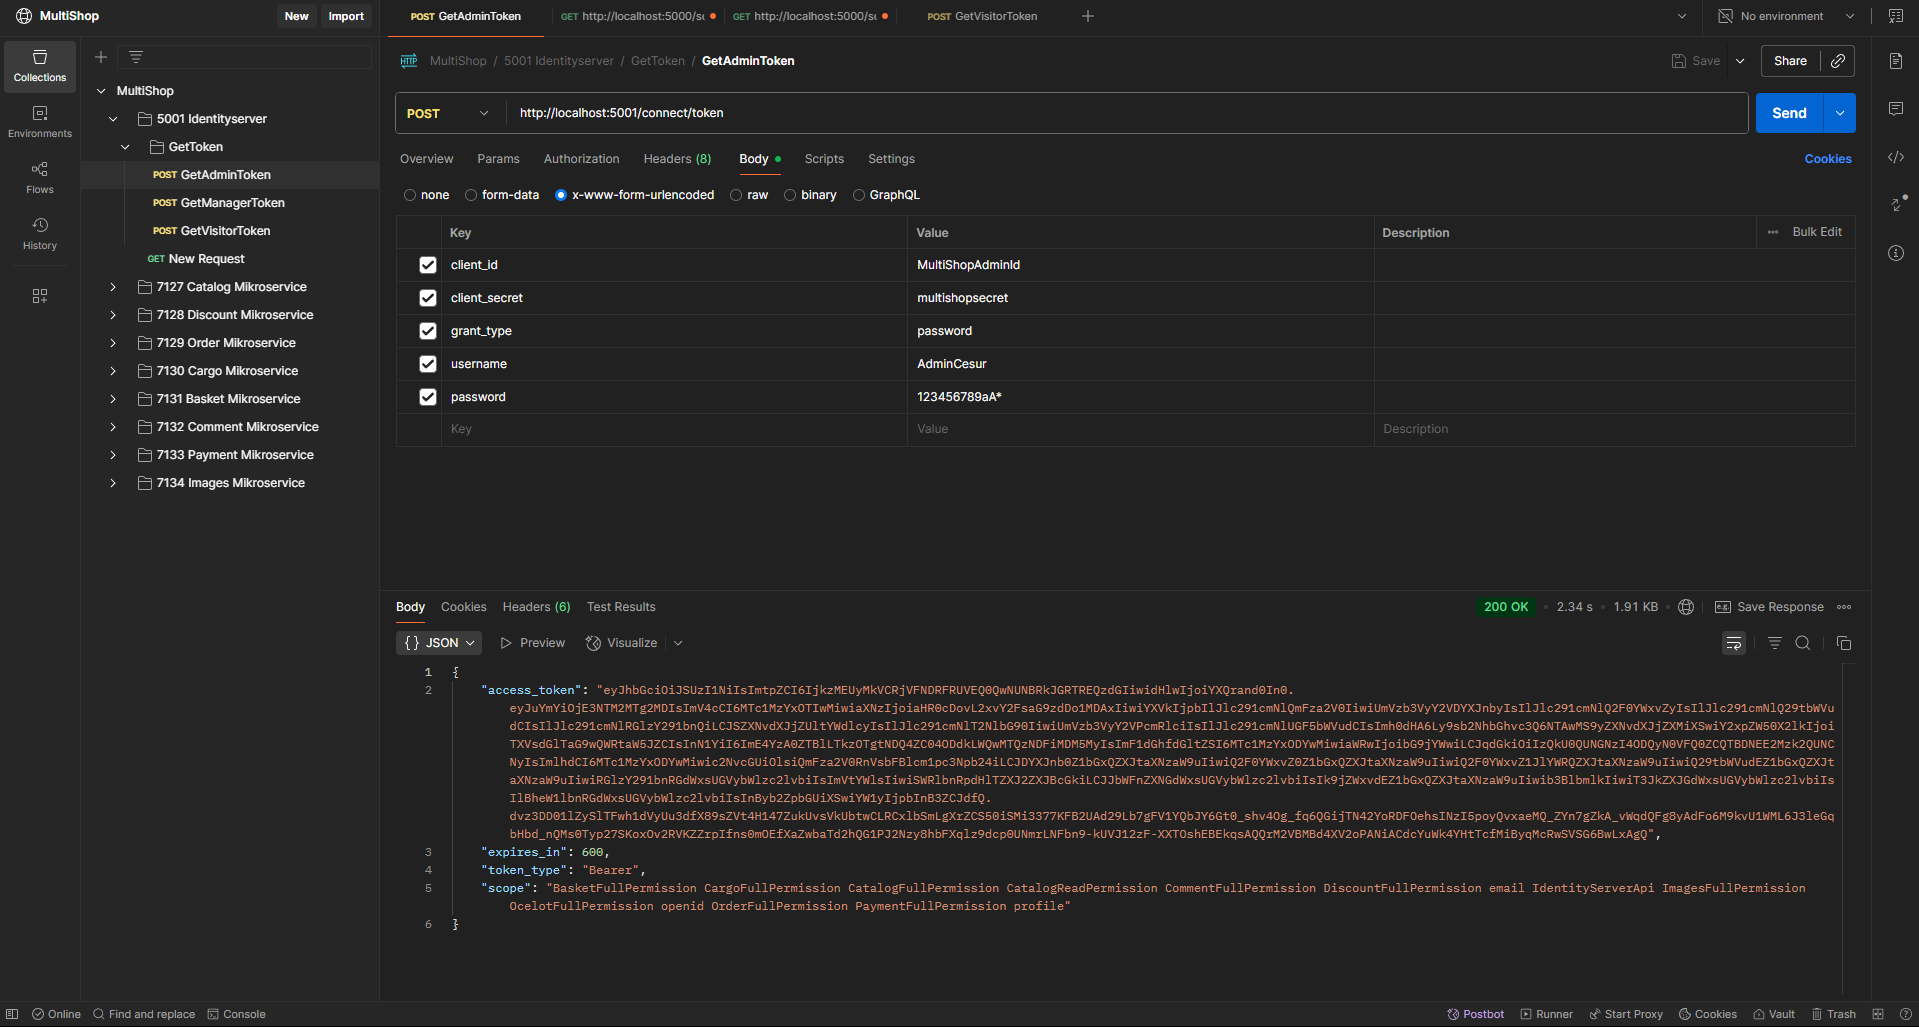 MultiShop
New
Import
POST GetAdminToken
GET http://localhost:5000/se
GET http://localhost:5000/se
POST GetVisitorToken
No environment
Collections
Environments
Flows
History
MultiShop
5001 Identityserver
GetToken
POST GetAdminToken
POST GetManagerToken
POST GetVisitorToken
GET New Request
7127 Catalog Mikroservice
7128 Discount Mikroservice
7129 Order Mikroservice
7130 Cargo Mikroservice
7131 Basket Mikroservice
7132 Comment Mikroservice
7133 Payment Mikroservice
7134 Images Mikroservice
HTTP MultiShop / 5001 Identityserver / GetToken / GetAdminToken
Save
Share
POST
http://localhost:5001/connect/token
Send
Overview Params Authorization Headers (8) Body Scripts Settings
Cookies
none form-data x-www-form-urlencoded raw binary GraphQL
Key Value Description Bulk Edit
client_id MultiShopAdminId
client_secret multishopsecret
grant_type password
username AdminCesur
password 123456789aA*
Key Value Description
Body Cookies Headers (6) Test Results
200 OK • 2.34 s • 1.91 KB
Save Response
{} JSON Preview Visualize
1 {
2 "access_token":
3 "expires_in": 600,
4 "token_type": "Bearer",
5 "scope": "BasketFullPermission CargoFullPermission CatalogFullPermission CatalogReadPermission CommentFullPermission DiscountFullPermission email IdentityServerApi ImagesFullPermission
OcelotFullPermission openid OrderFullPermission PaymentFullPermission profile"
6 }
Online Find and replace Console
Postbot Runner Start Proxy Cookies Vault Trash